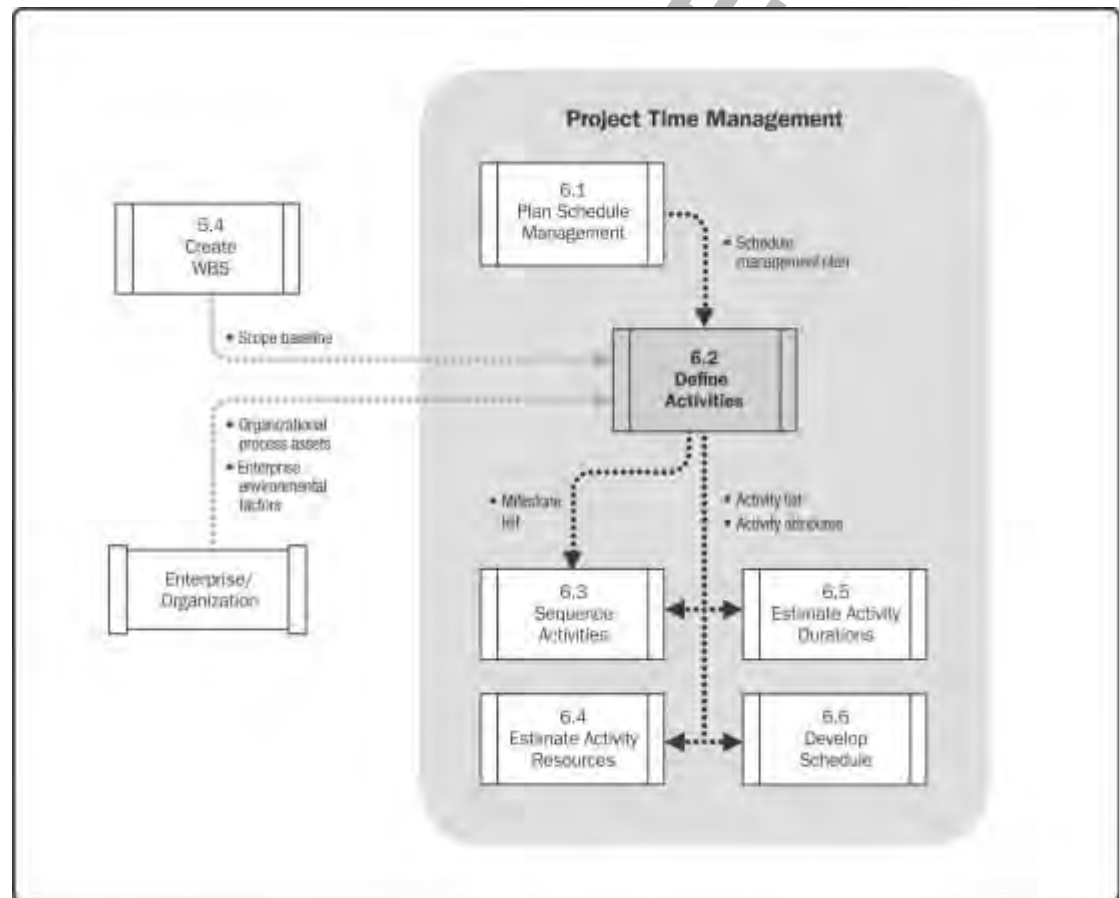 Project Time Management
6.1
Plan Schedule
Management
5.4
Create
WBS
• Schedule
management plan
• Scope baseline
6.2
Define
Activities
• Organizational
process assets
• Enterprise
environmental
factors
• Milestone
list
• Activity list
• Activity attributes
Enterprise/
Organization
6.3
Sequence
Activities
6.5
Estimate Activity
Durations
6.4
Estimate Activity
Resources
6.6
Develop
Schedule